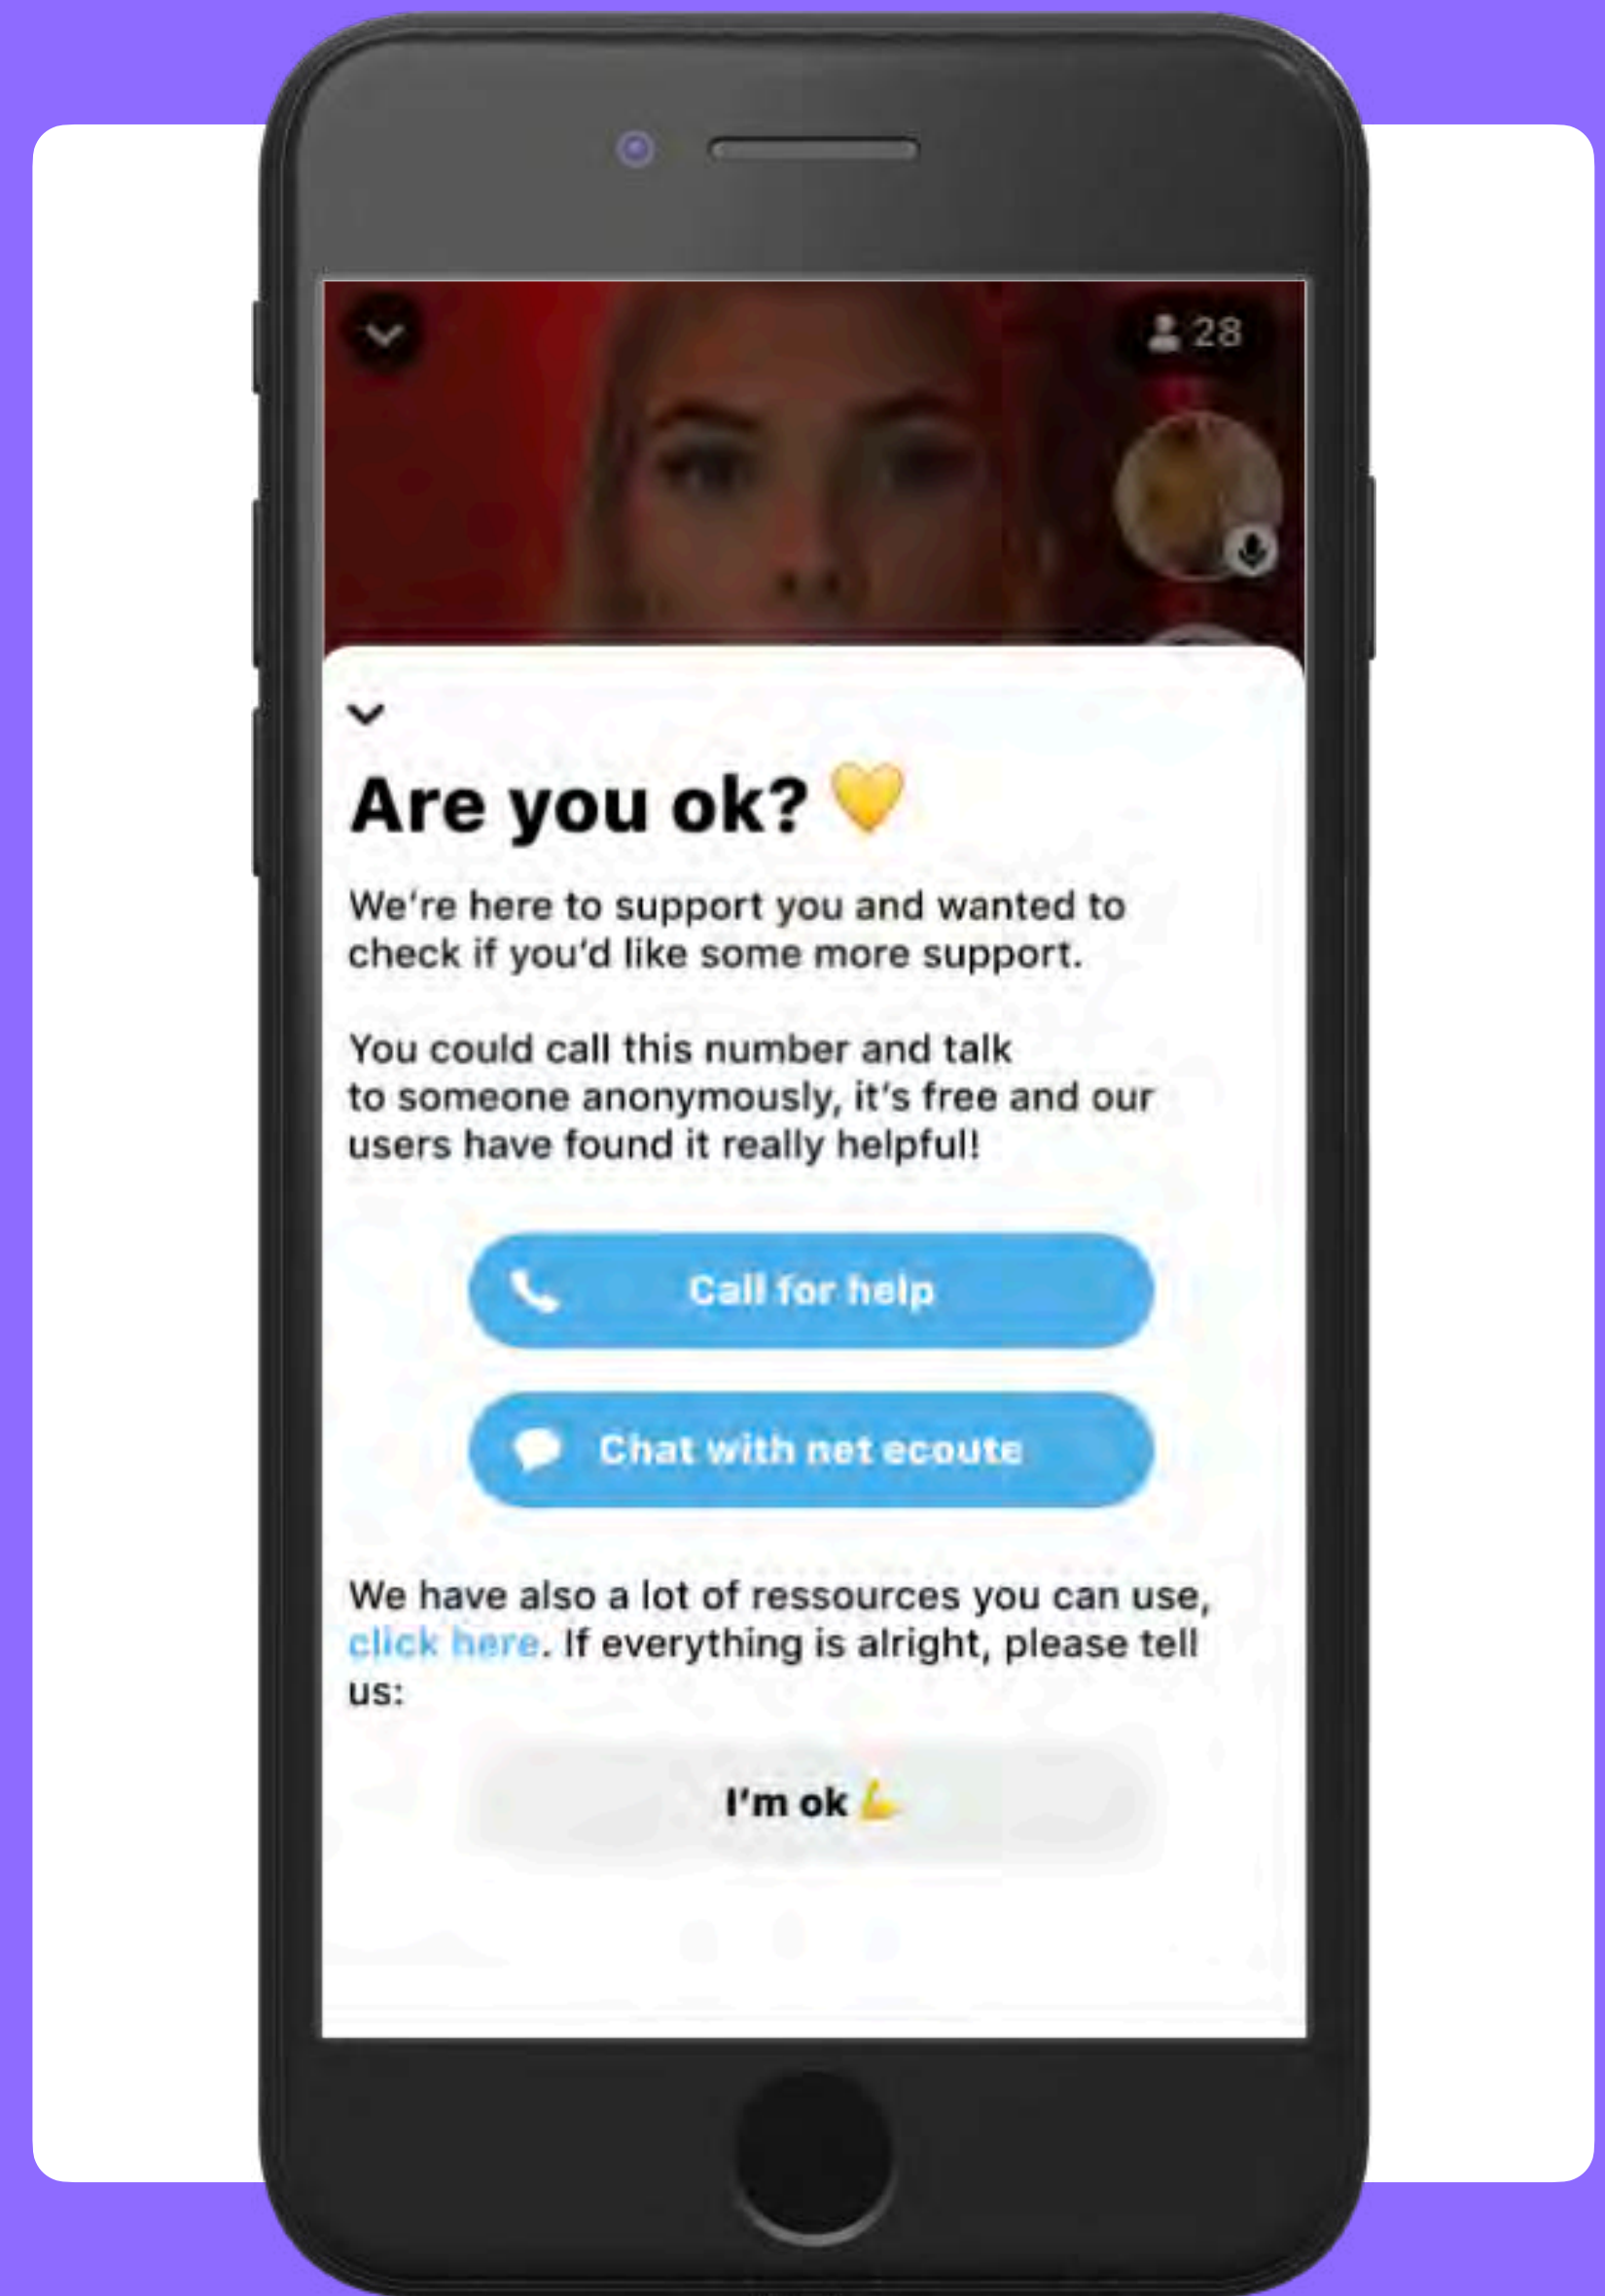 28
Are you ok? 💛
We're here to support you and wanted to
check if you'd like some more support.
You could call this number and talk
to someone anonymously, it's free and our
users have found it really helpful!
Call for help
Chat with net ecoute
We have also a lot of ressources you can use,
click here. If everything is alright, please tell
us:
I'm ok 💪